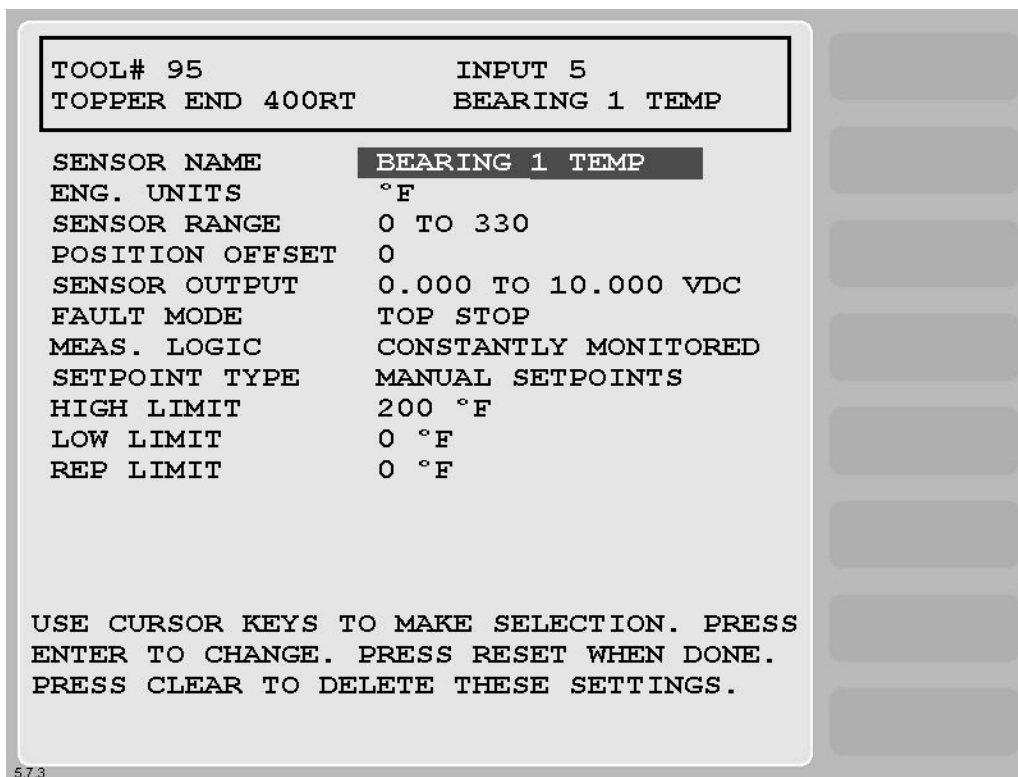 TOOL# 95 INPUT 5
TOPPER END 400RT BEARING 1 TEMP
SENSOR NAME BEARING 1 TEMP
ENG. UNITS °F
SENSOR RANGE 0 TO 330
POSITION OFFSET 0
SENSOR OUTPUT 0.000 TO 10.000 VDC
FAULT MODE TOP STOP
MEAS. LOGIC CONSTANTLY MONITORED
SETPOINT TYPE MANUAL SETPOINTS
HIGH LIMIT 200 °F
LOW LIMIT 0 °F
REP LIMIT 0 °F
USE CURSOR KEYS TO MAKE SELECTION. PRESS
ENTER TO CHANGE. PRESS RESET WHEN DONE.
PRESS CLEAR TO DELETE THESE SETTINGS.
5.7.3